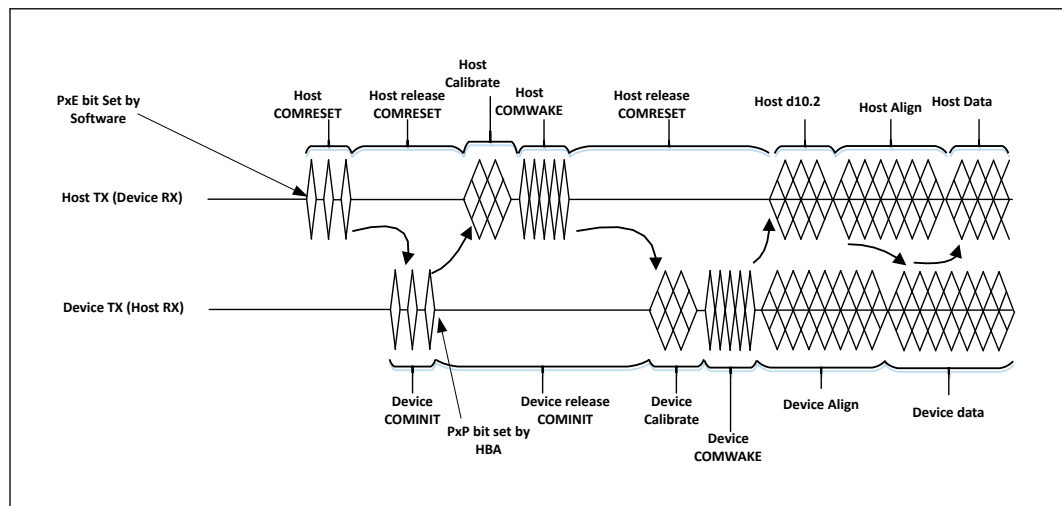 PxE bit Set by
Software
Host
COMRESET
Host release
COMRESET
Host
Calibrate
Host
COMWAKE
Host release
COMRESET
Host d10.2
Host Align
Host Data
Host TX (Device RX)
Device TX (Host RX)
Device
COMINIT
PxP bit set by
HBA
Device release
COMINIT
Device
Calibrate
Device
COMWAKE
Device Align
Device data